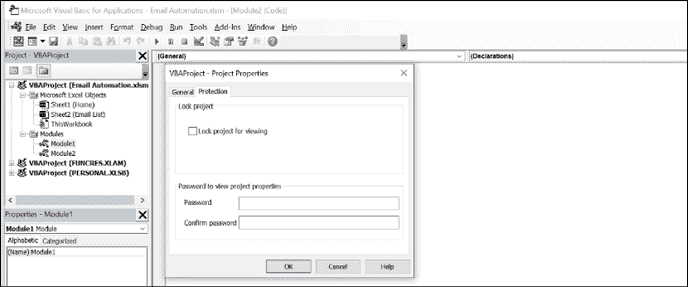 Microsoft Visual Basic for Applications - Email Automation.xlsm - [Module2 (Code)]
File Edit View Insert Format Debug Run Tools Add-Ins Window Help
Project - VBAProject
(General)
(Declarations)
VBAProject (Email Automation.xlsm
Microsoft Excel Objects
Sheet1 (Home)
Sheet2 (Email List)
ThisWorkbook
Modules
Module1
Module2
VBAProject (FUNCRES.XLAM)
VBAProject (PERSONAL.XLSB)
Properties - Module1
Module1 Module
Alphabetic Categorized
(Name) Module1
VBAProject - Project Properties
General Protection
Lock project
Lock project for viewing
Password to view project properties
Password
Confirm password
OK Cancel Help